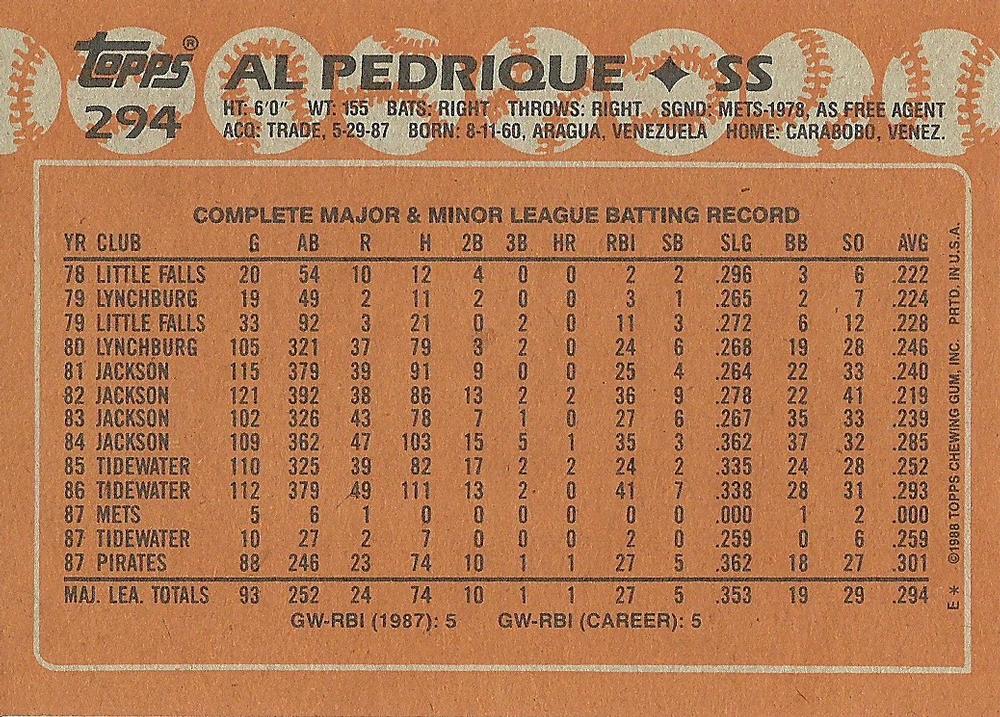 topps® AL PEDRIQUE ✦ SS
294 HT: 6'0" WT: 155 BATS: RIGHT THROWS: RIGHT SGND: METS-1978, AS FREE AGENT
ACQ: TRADE, 5-29-87 BORN: 8-11-60, ARAGUA, VENEZUELA HOME: CARABOBO, VENEZ.
COMPLETE MAJOR & MINOR LEAGUE BATTING RECORD
YR CLUB G AB R H 2B 3B HR RBI SB SLG BB SO AVG
78 LITTLE FALLS 20 54 10 12 4 0 0 2 2 .296 3 6 .222
79 LYNCHBURG 19 49 2 11 2 0 0 3 1 .265 2 7 .224
79 LITTLE FALLS 33 92 3 21 0 2 0 11 3 .272 6 12 .228
80 LYNCHBURG 105 321 37 79 3 2 0 24 6 .268 19 28 .246
81 JACKSON 115 379 39 91 9 0 0 25 4 .264 22 33 .240
82 JACKSON 121 392 38 86 13 2 2 36 9 .278 22 41 .219
83 JACKSON 102 326 43 78 7 1 0 27 6 .267 35 33 .239
84 JACKSON 109 362 47 103 15 5 1 35 3 .362 37 32 .285
85 TIDEWATER 110 325 39 82 17 2 2 24 2 .335 24 28 .252
86 TIDEWATER 112 379 49 111 13 2 0 41 7 .338 28 31 .293
87 METS 5 6 1 0 0 0 0 0 0 .000 1 2 .000
87 TIDEWATER 10 27 2 7 0 0 0 2 0 .259 0 6 .259
87 PIRATES 88 246 23 74 10 1 1 27 5 .362 18 27 .301
MAJ. LEA. TOTALS 93 252 24 74 10 1 1 27 5 .353 19 29 .294
GW-RBI (1987): 5 GW-RBI (CAREER): 5
E* ©1988 TOPPS CHEWING GUM, INC. PRTD. IN U.S.A.